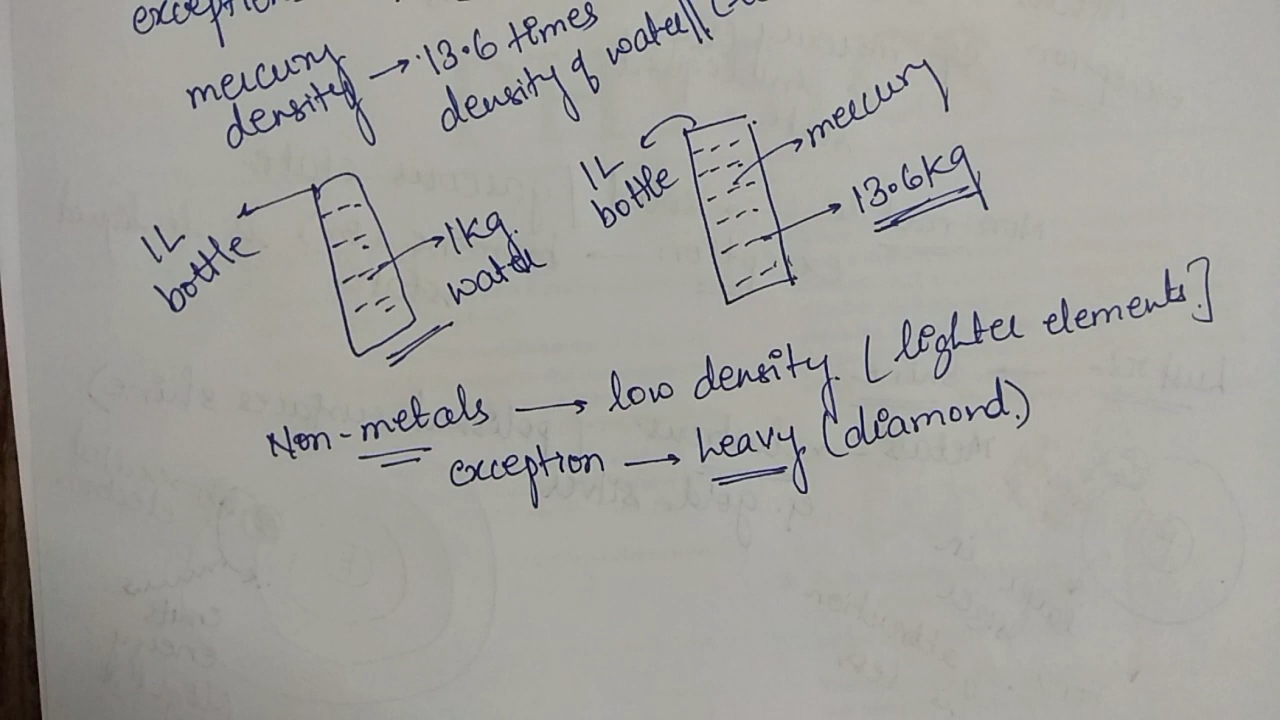 mercury
density → 13.6 times
density of water
1L
bottle
1kg.
water
1L
bottle
mercury
13.6kg
Non-metals → low density. [lighter elements.]
exception → heavy (diamond.)